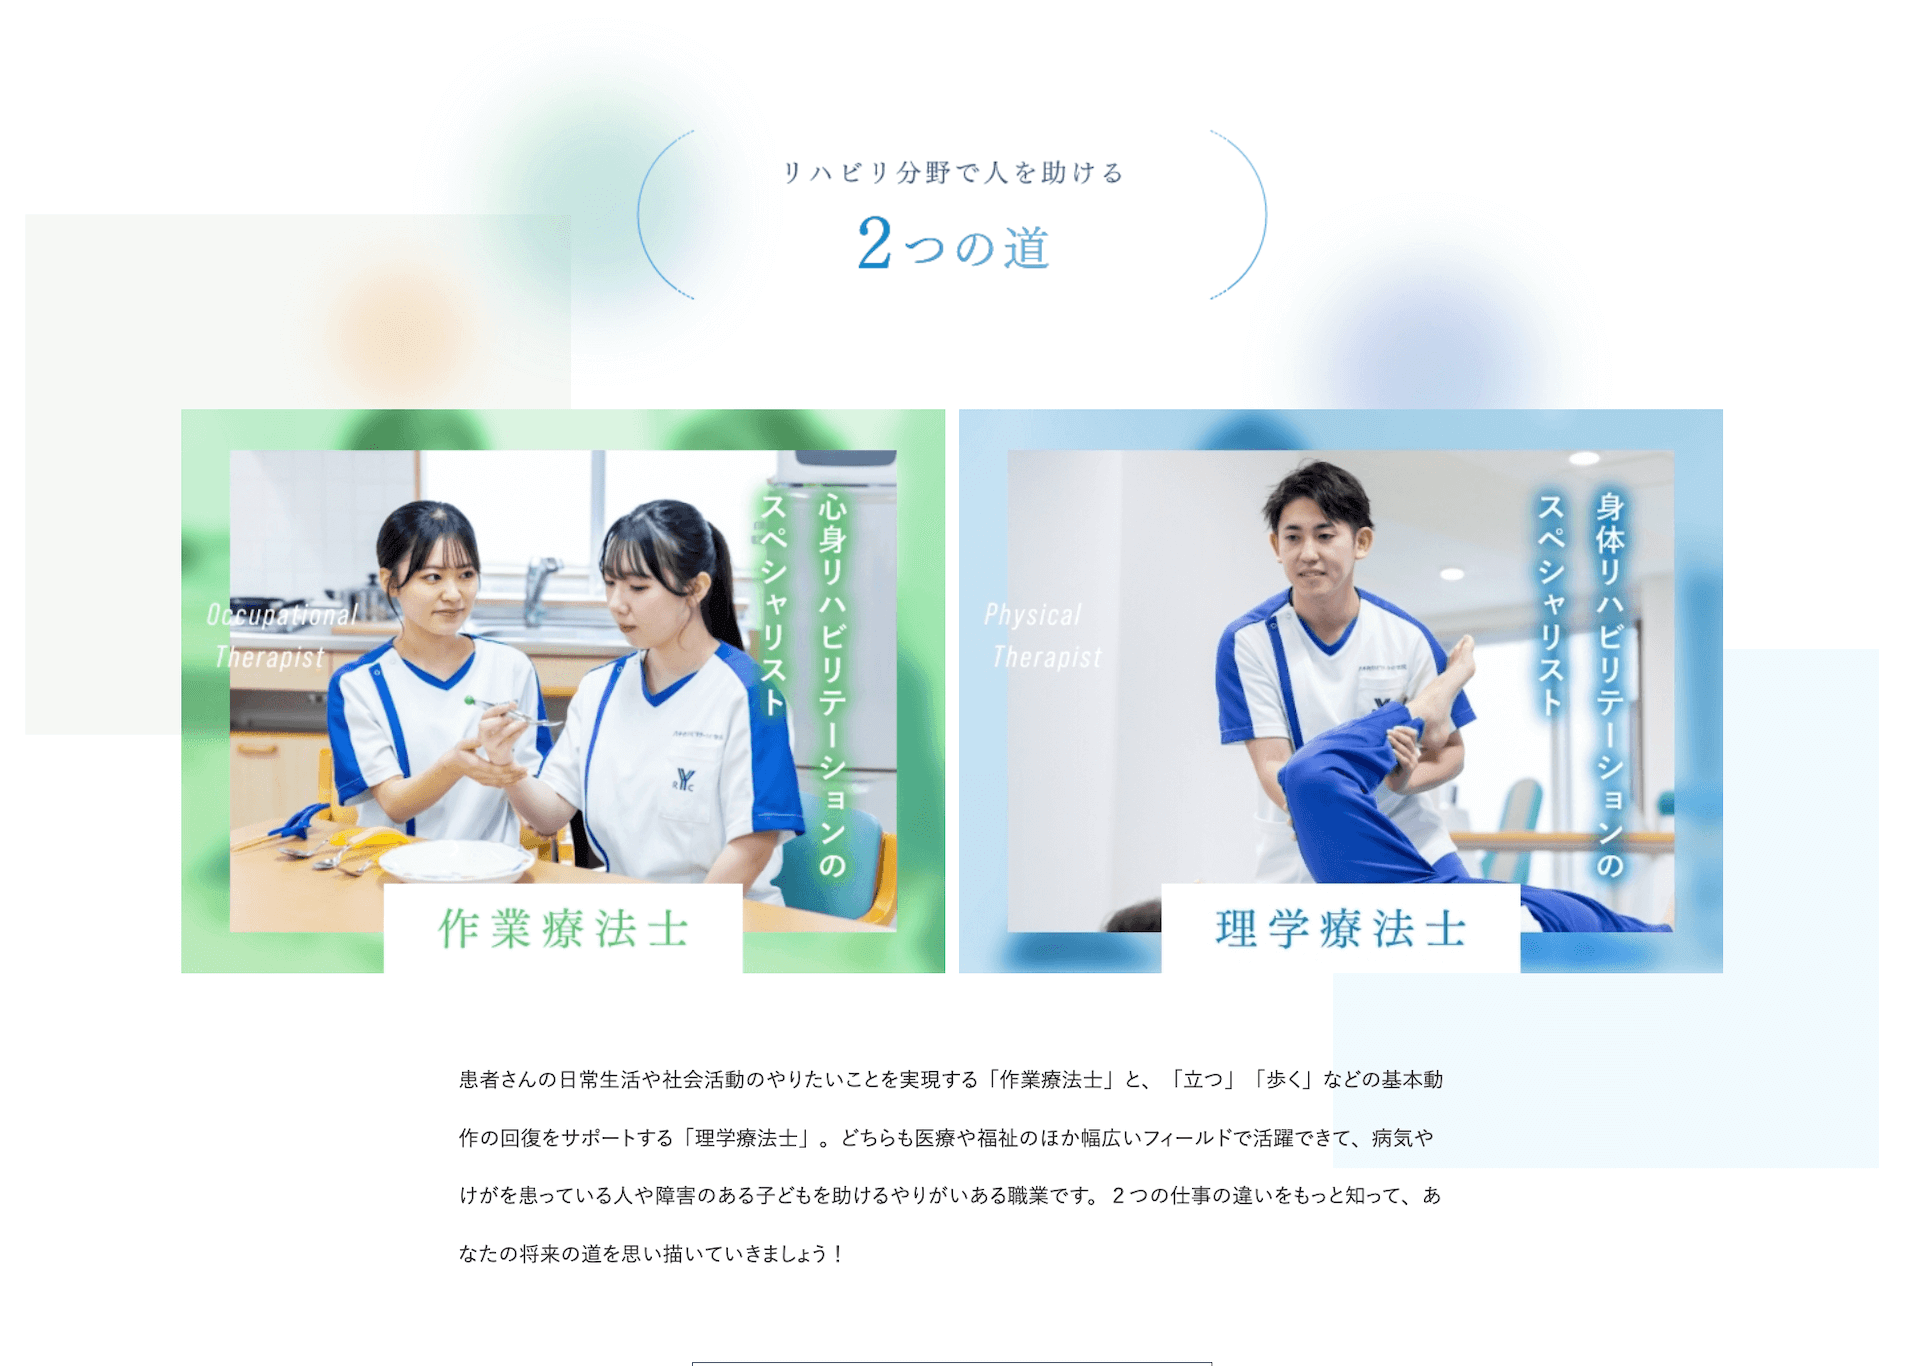 リハビリ分野で人を助ける
2つの道
心身リハビリテーションの
スペシャリスト
Occupational
Therapist
作業療法士
身体リハビリテーションの
スペシャリスト
Physical
Therapist
理学療法士
患者さんの日常生活や社会活動のやりたいことを実現する「作業療法士」と、「立つ」「歩く」などの基本動
作の回復をサポートする「理学療法士」。どちらも医療や福祉のほか幅広いフィールドで活躍できて、病気や
けがを患っている人や障害のある子どもを助けるやりがいある職業です。２つの仕事の違いをもっと知って、あ
なたの将来の道を思い描いていきましょう！